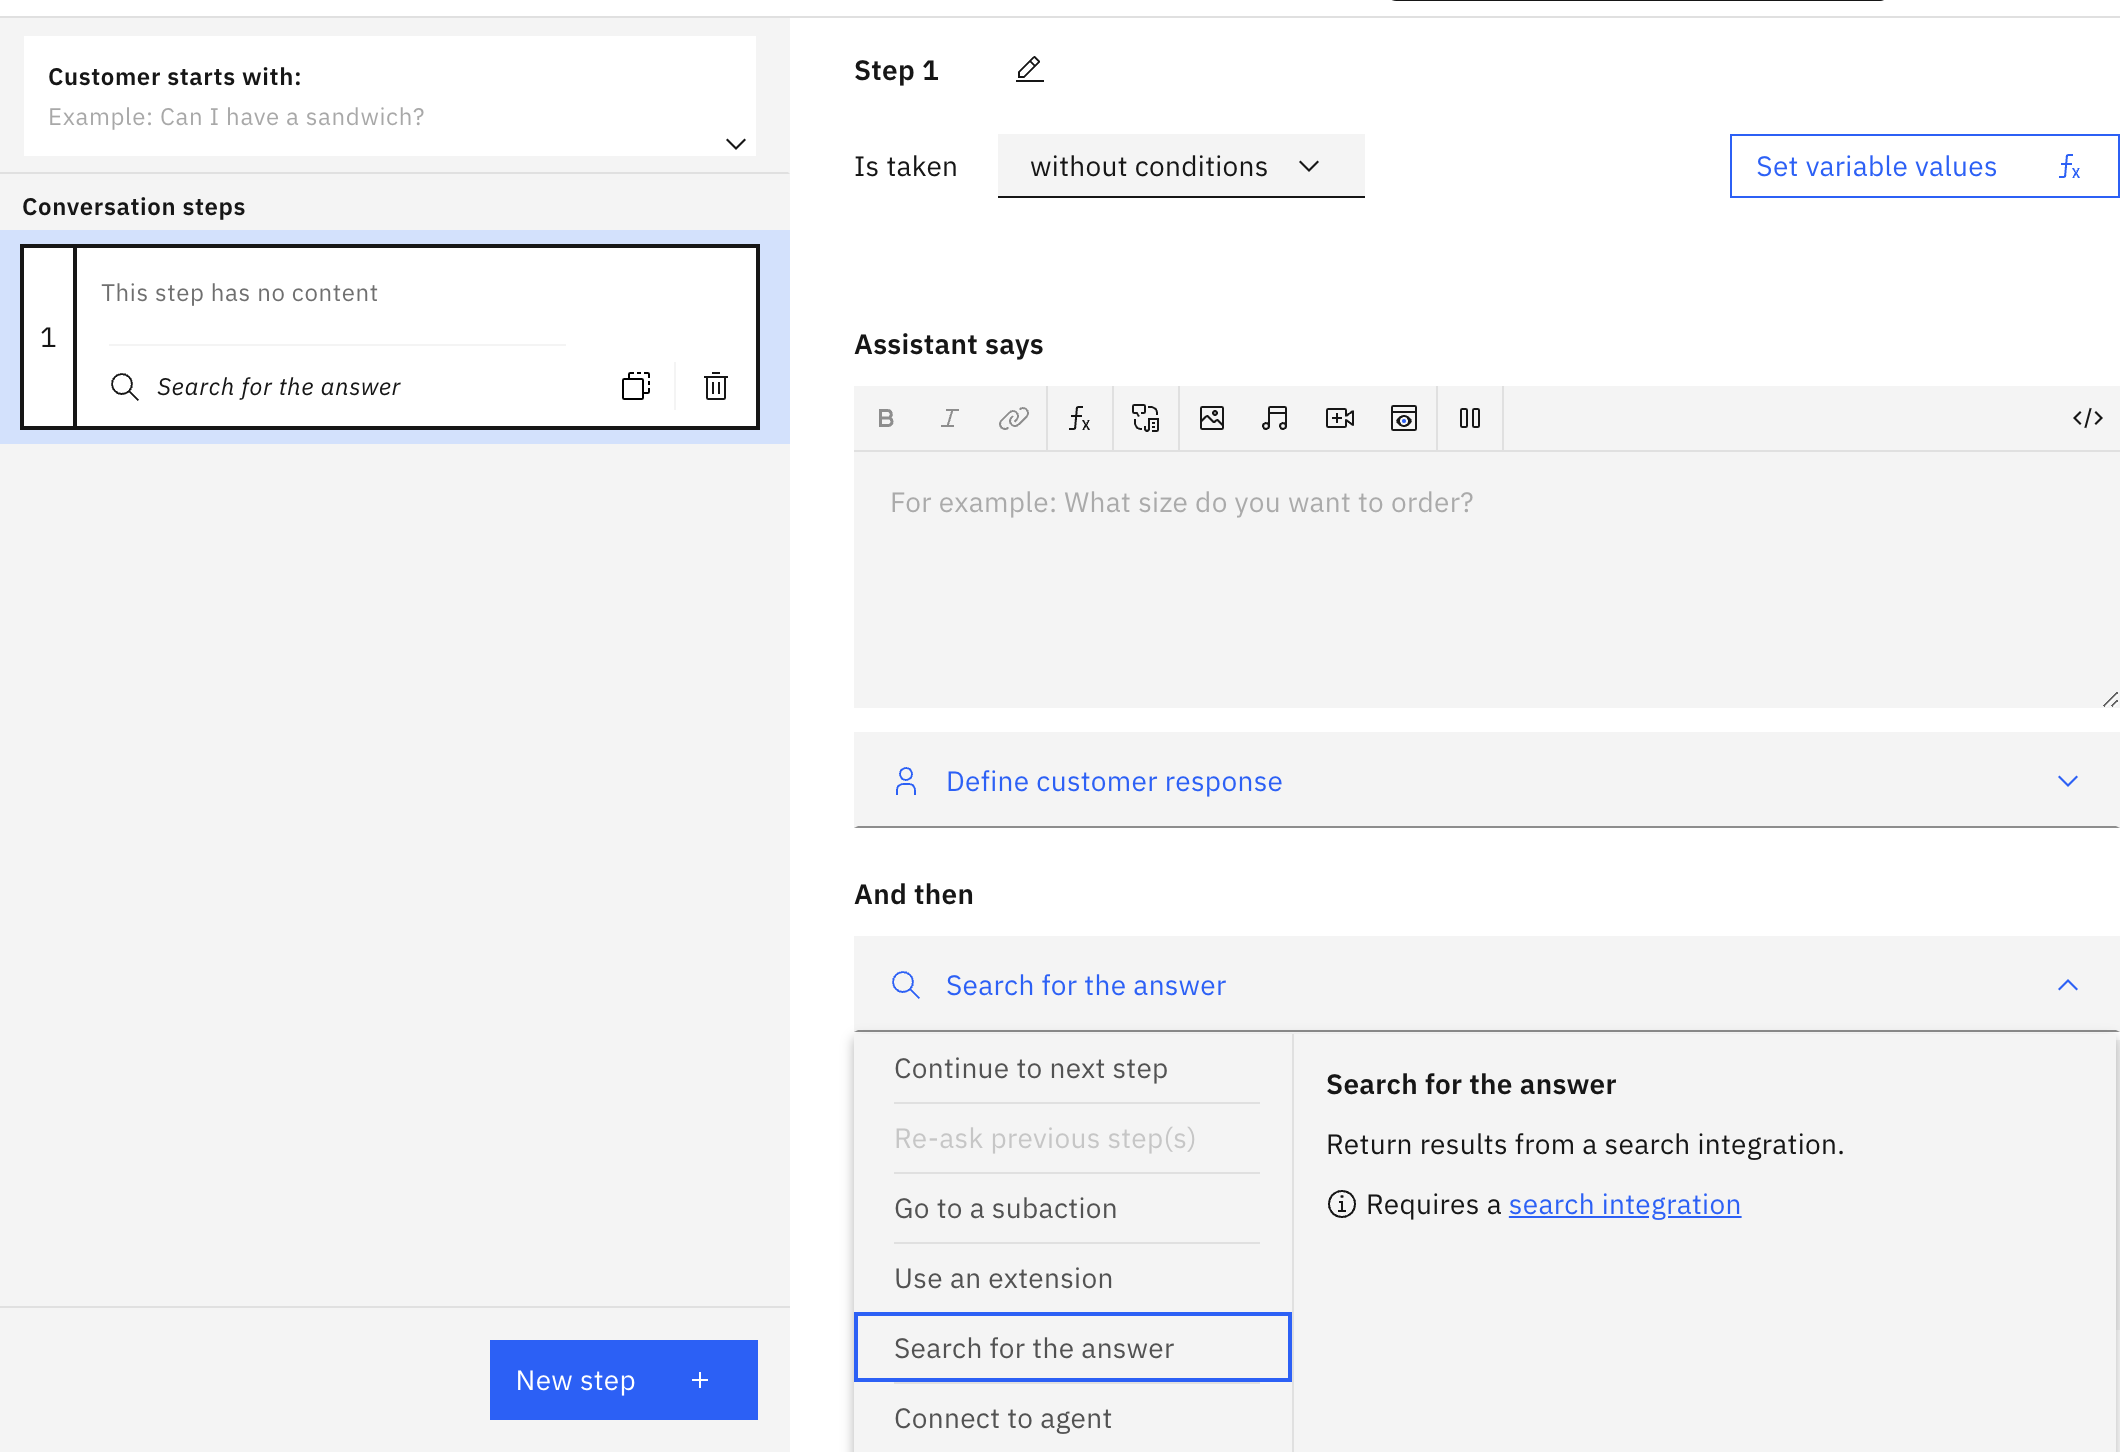 Customer starts with:
Example: Can I have a sandwich?
Conversation steps
1
This step has no content
Search for the answer
New step +
Step 1
Is taken without conditions
Set variable values fx
Assistant says
B I fx </>
For example: What size do you want to order?
Define customer response
And then
Search for the answer
Continue to next step
Re-ask previous step(s)
Go to a subaction
Use an extension
Search for the answer
Connect to agent
Search for the answer
Return results from a search integration.
Requires a search integration